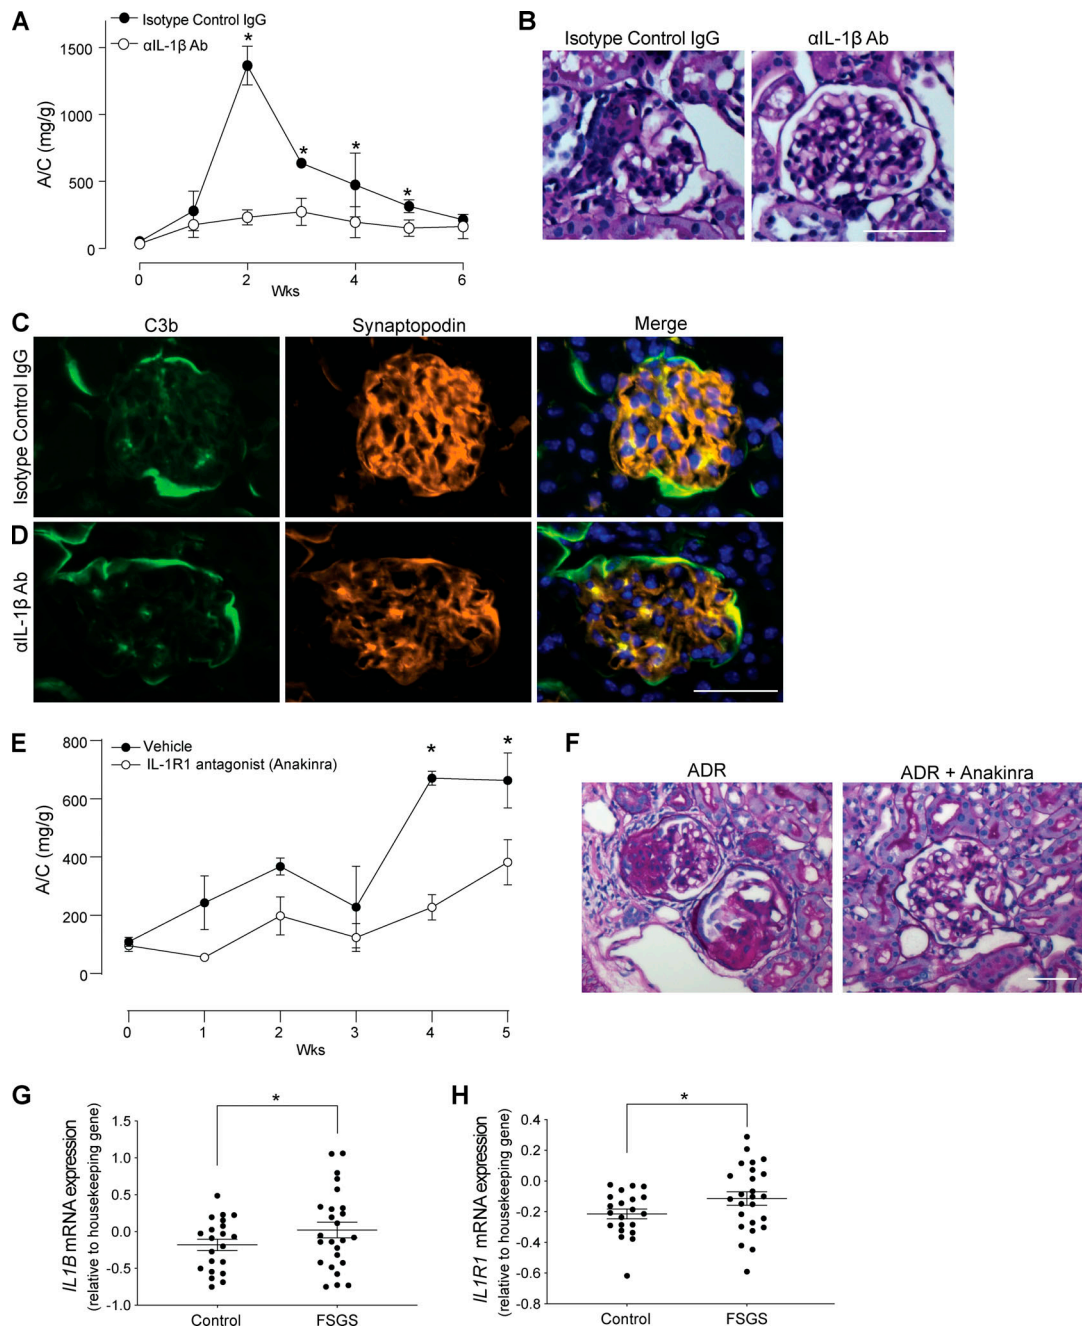 A
Isotype Control IgG
αIL-1β Ab
A/C (mg/g)
1500
1000
500
0
*
*
*
*
0
2
4
6
Wks
B
Isotype Control IgG
αIL-1β Ab
C
C3b
Synaptopodin
Merge
Isotype Control IgG
D
αIL-1β Ab
E
Vehicle
IL-1R1 antagonist (Anakinra)
A/C (mg/g)
800
600
400
200
0
*
*
0
1
2
3
4
5
Wks
F
ADR
ADR + Anakinra
G
IL1B mRNA expression
(relative to housekeeping gene)
1.5
1.0
0.5
0.0
-0.5
-1.0
*
Control
FSGS
H
IL1R1 mRNA expression
(relative to housekeeping gene)
0.4
0.2
0.0
-0.2
-0.4
-0.6
-0.8
*
Control
FSGS